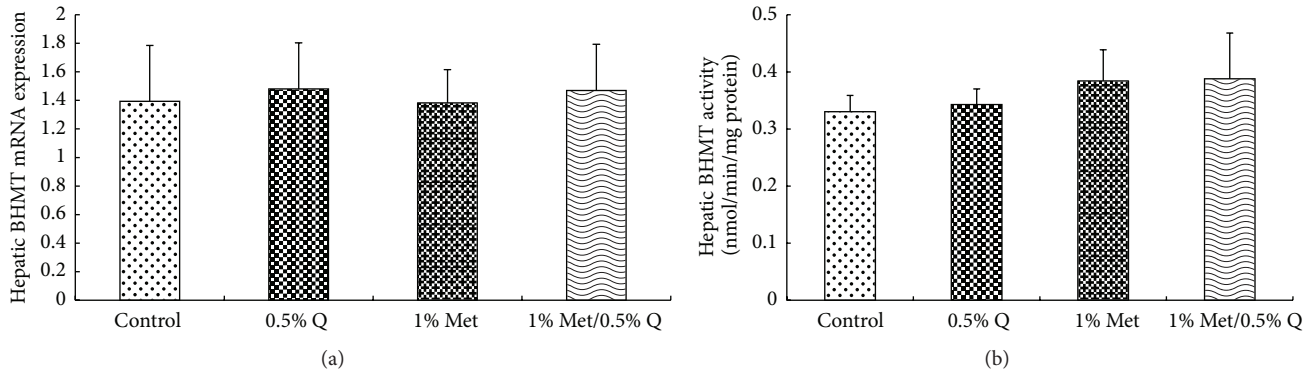 Hepatic BHMT mRNA expression
2
1.8
1.6
1.4
1.2
1
0.8
0.6
0.4
0.2
0
Control
0.5% Q
1% Met
1% Met/0.5% Q
(a)
Hepatic BHMT activity
(nmol/min/mg protein)
0.5
0.4
0.3
0.2
0.1
0
Control
0.5% Q
1% Met
1% Met/0.5% Q
(b)